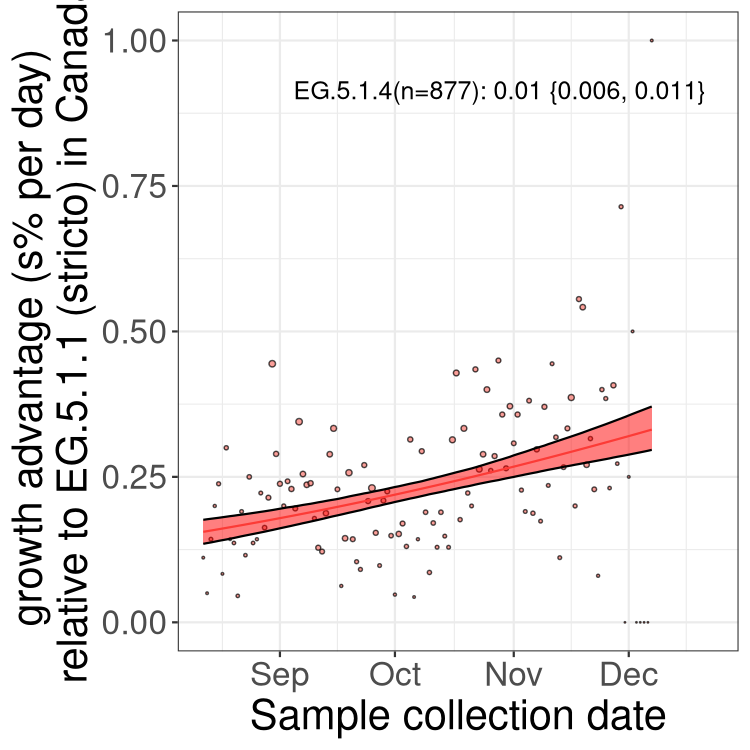 growth advantage (s% per day)
relative to EG.5.1.1 (stricto) in Canada
1.00
0.75
0.50
0.25
0.00
EG.5.1.4(n=877): 0.01 {0.006, 0.011}
Sep Oct Nov Dec
Sample collection date